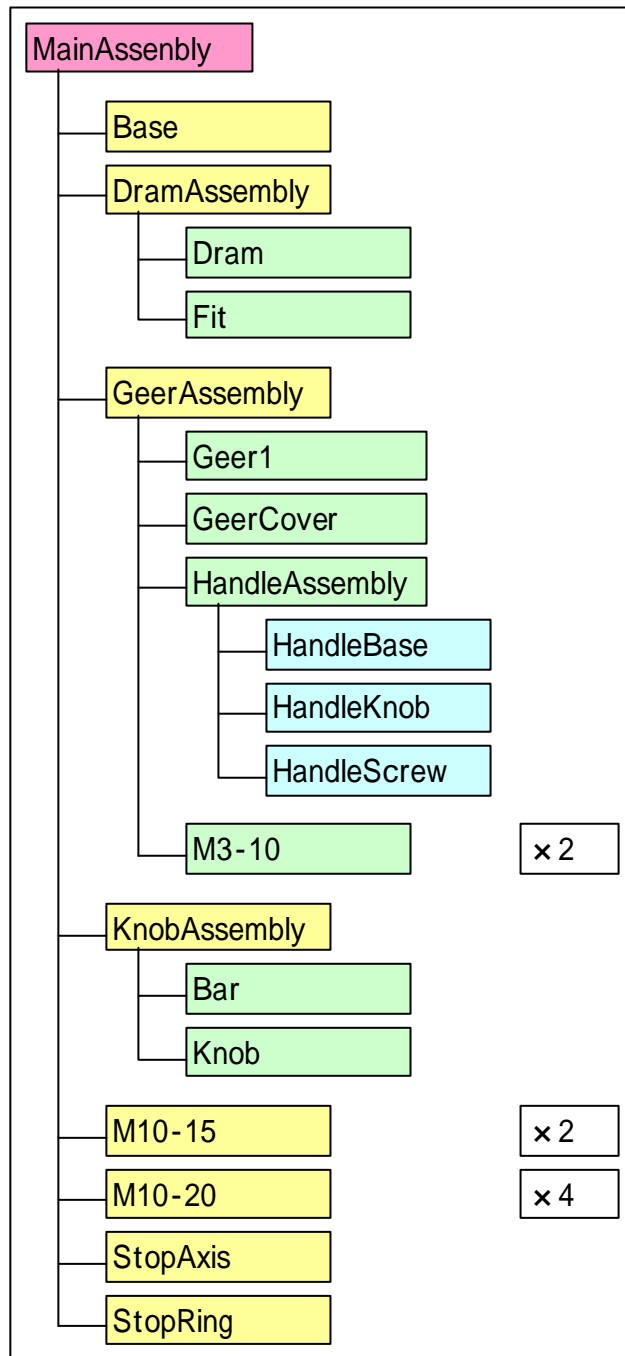 MainAssenbly
Base
DramAssembly
Dram
Fit
GeerAssembly
Geer1
GeerCover
HandleAssembly
HandleBase
HandleKnob
HandleScrew
M3-10 ×2
KnobAssembly
Bar
Knob
M10-15 ×2
M10-20 ×4
StopAxis
StopRing